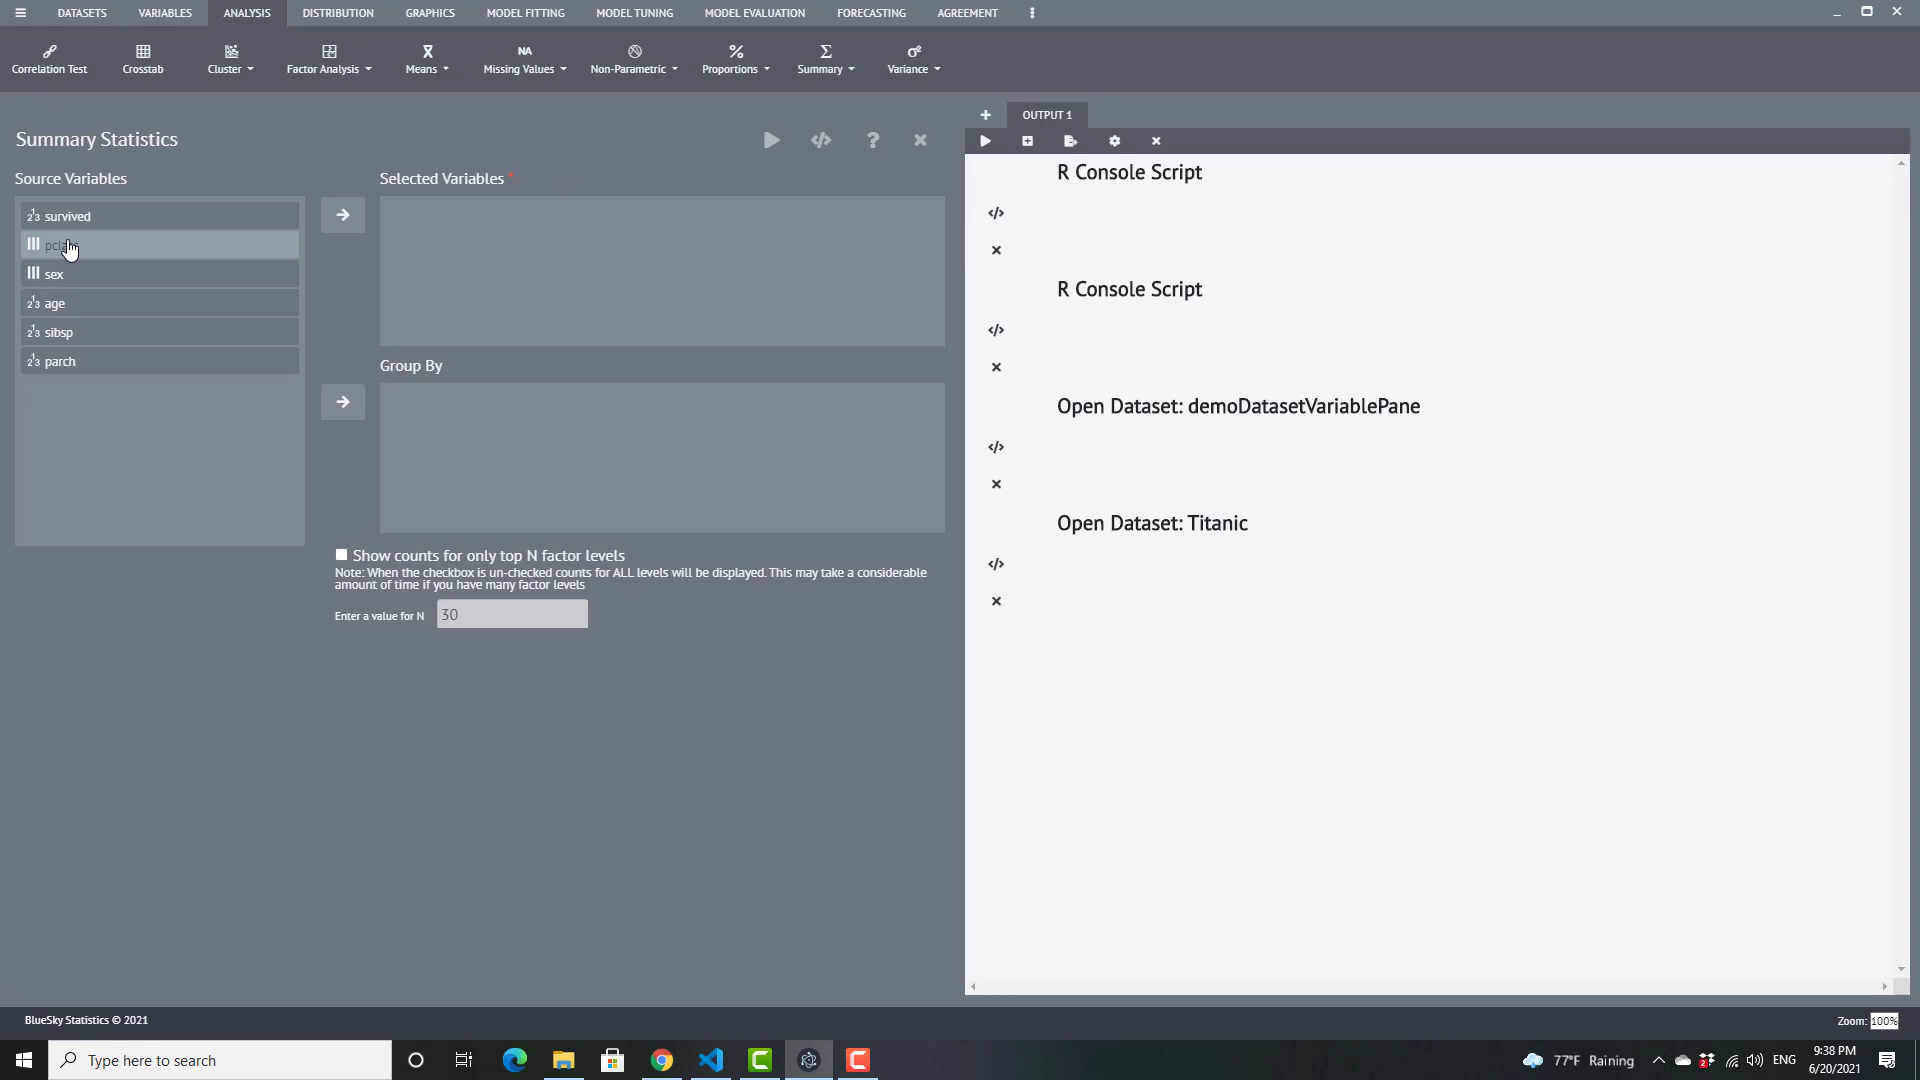 DATASETS VARIABLES ANALYSIS DISTRIBUTION GRAPHICS MODEL FITTING MODEL TUNING MODEL EVALUATION FORECASTING AGREEMENT
NA
Correlation Test Crosstab Cluster Factor Analysis Means Missing Values Non-Parametric Proportions Summary Variance
Summary Statistics
Source Variables
survived
sex
age
sibsp
parch
Selected Variables *
Group By
Show counts for only top N factor levels
Note: When the checkbox is un-checked counts for ALL levels will be displayed. This may take a considerable
amount of time if you have many factor levels
Enter a value for N 30
OUTPUT 1
R Console Script
R Console Script
Open Dataset: demoDatasetVariablePane
Open Dataset: Titanic
BlueSky Statistics © 2021
Zoom: 100%
Type here to search
77°F Raining
ENG
9:38 PM
6/20/2021